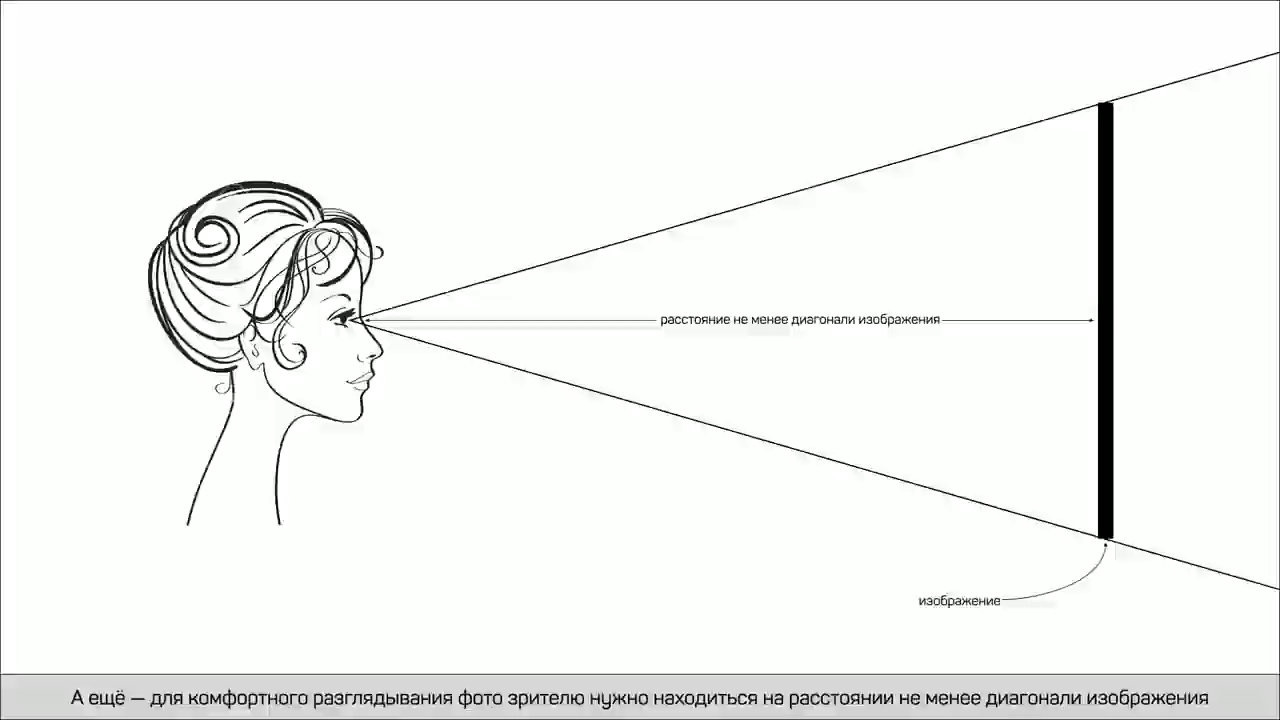 расстояние не менее диагонали изображения
изображение
А ещё — для комфортного разглядывания фото зрителю нужно находиться на расстоянии не менее диагонали изображения